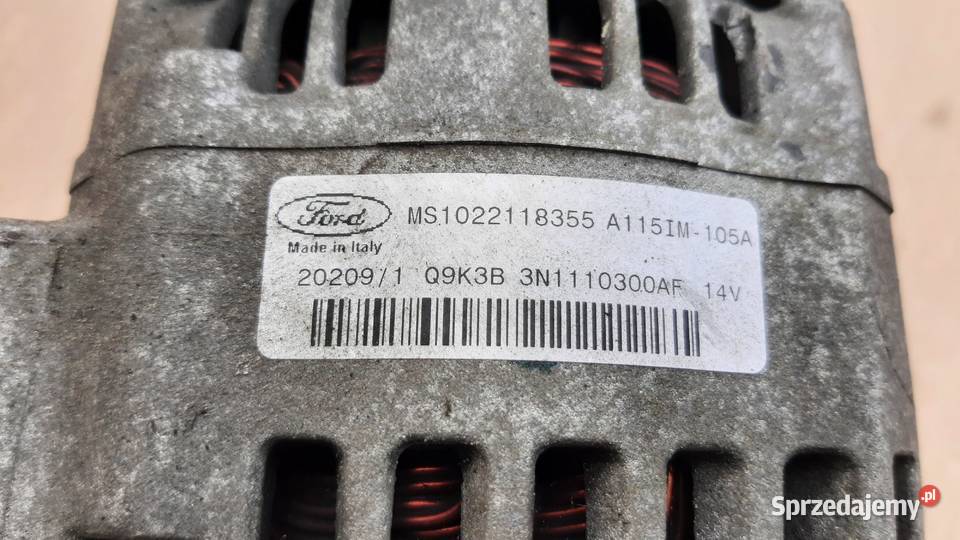 Ford MS1022118355 A115IM-105A
Made in Italy
20209/1 Q9K3B 3N1110300AF 14V
Sprzedajemy.pl